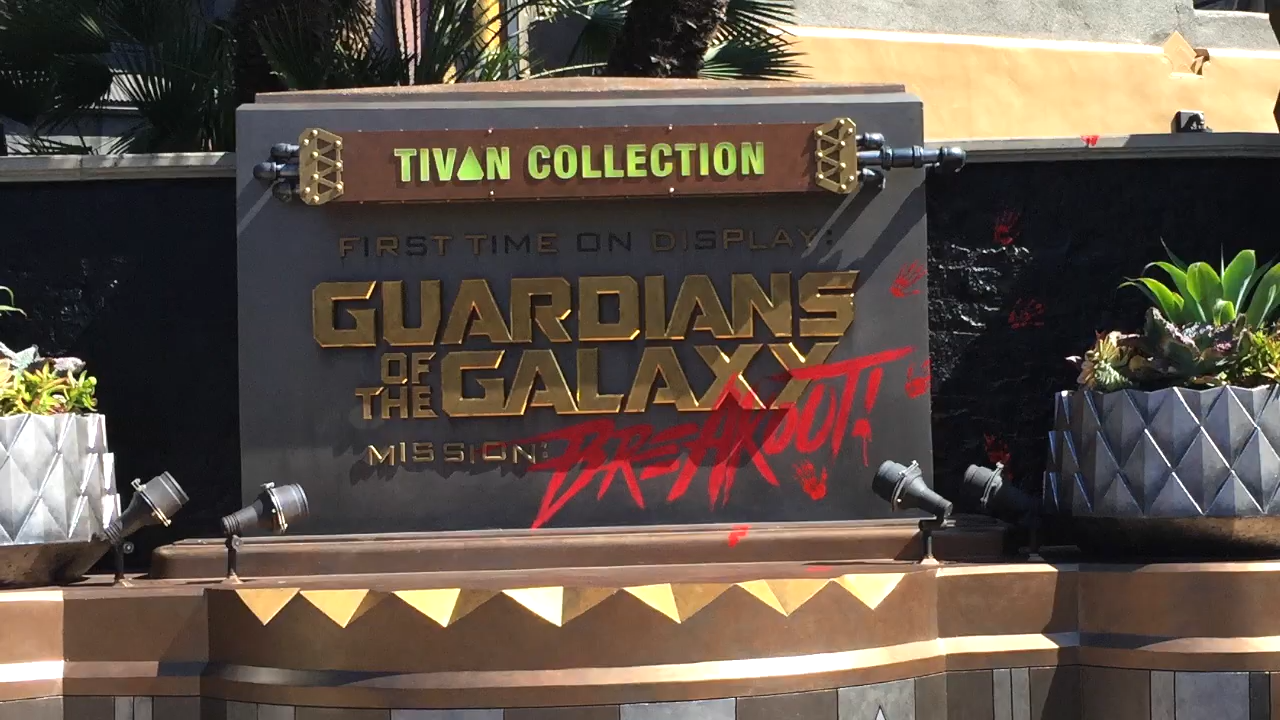 TIVAN COLLECTION
FIRST TIME ON DISPLAY:
GUARDIANS
OF THE GALAXY
MISSION: BREAKOUT!